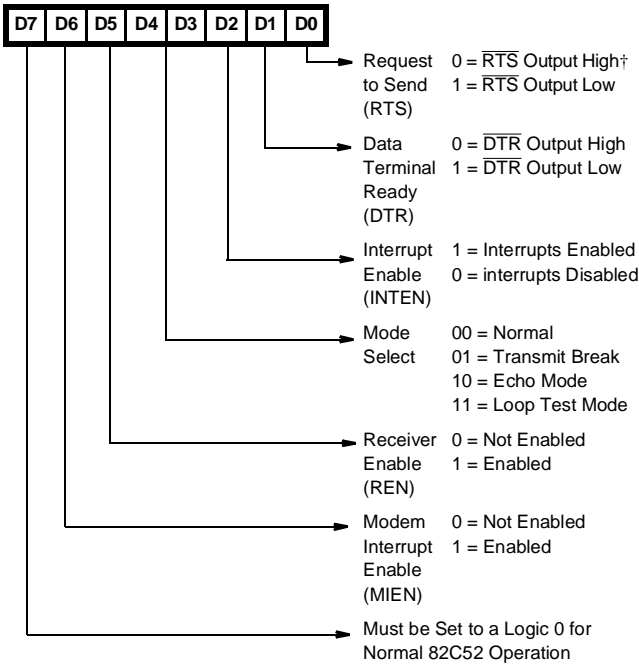 D7 D6 D5 D4 D3 D2 D1 D0
Request 0 = RTS Output High†
to Send 1 = RTS Output Low
(RTS)
Data 0 = DTR Output High
Terminal 1 = DTR Output Low
Ready
(DTR)
Interrupt 1 = Interrupts Enabled
Enable 0 = interrupts Disabled
(INTEN)
Mode 00 = Normal
Select 01 = Transmit Break
10 = Echo Mode
11 = Loop Test Mode
Receiver 0 = Not Enabled
Enable 1 = Enabled
(REN)
Modem 0 = Not Enabled
Interrupt 1 = Enabled
Enable
(MIEN)
Must be Set to a Logic 0 for
Normal 82C52 Operation